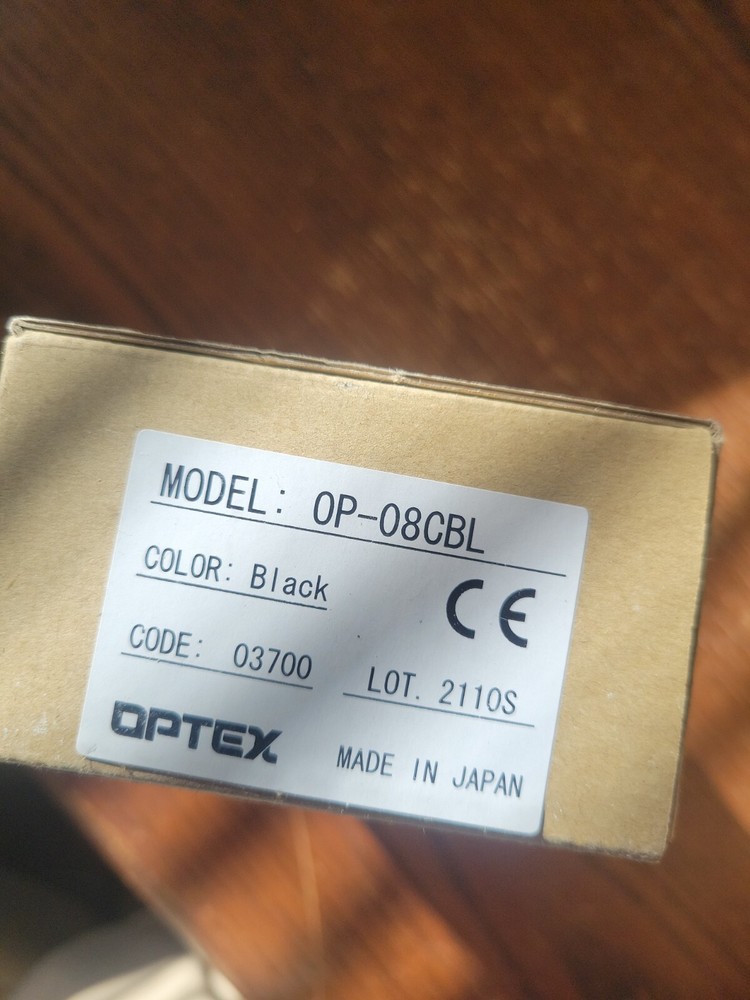 MODEL: OP-08CBL
COLOR: Black
CE
CODE: 03700 LOT. 2110S
OPTEX MADE IN JAPAN